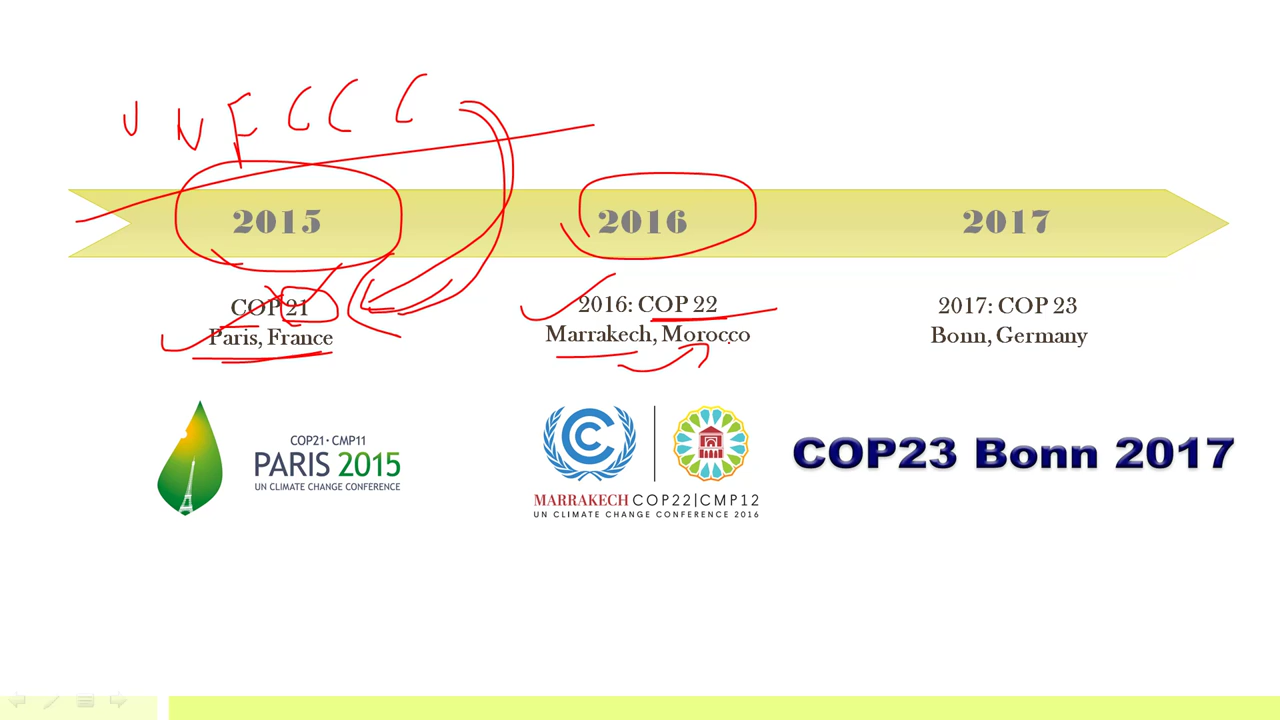 UNFCCC
2015
2016
2017
COP 21
Paris, France
2016: COP 22
Marrakech, Morocco
2017: COP 23
Bonn, Germany
COP21 · CMP11
PARIS 2015
UN CLIMATE CHANGE CONFERENCE
MARRAKECH COP22|CMP12
UN CLIMATE CHANGE CONFERENCE 2016
COP23 Bonn 2017